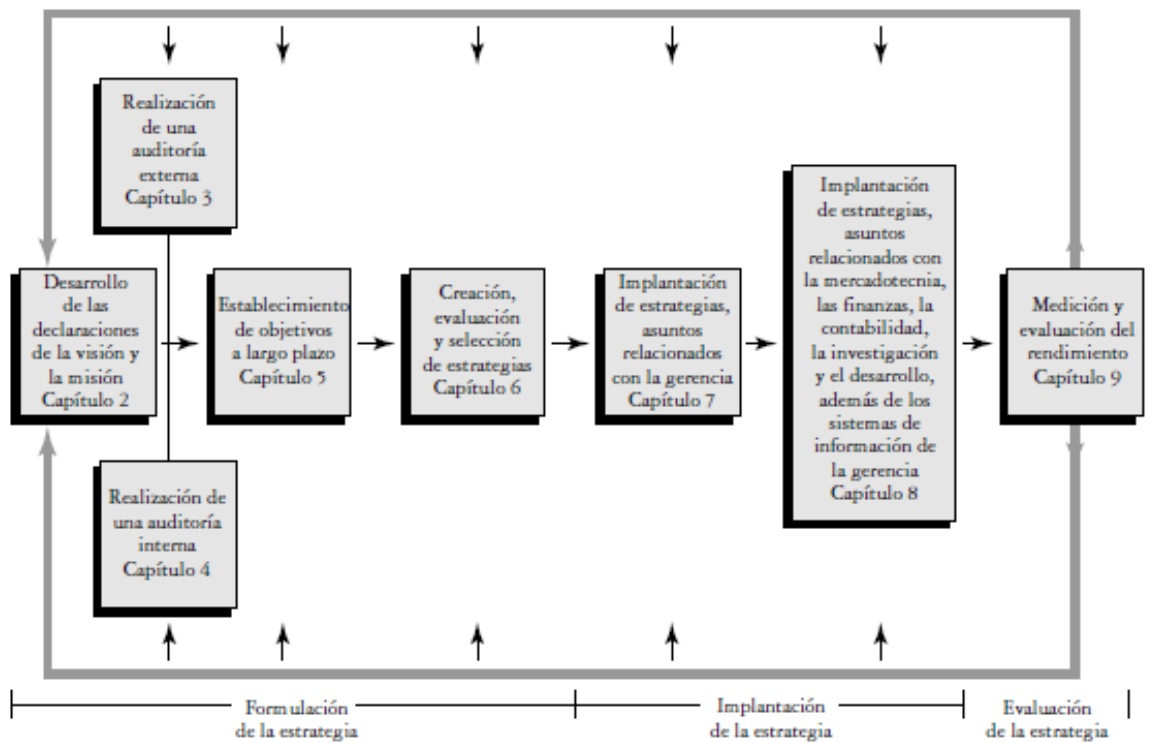 Realización
de una
auditoría
externa
Capítulo 3
Desarrollo
de las
declaraciones
de la visión y
la misión
Capítulo 2
Realización de
una auditoría
interna
Capítulo 4
Establecimiento
de objetivos
a largo plazo
Capítulo 5
Creación,
evaluación
y selección
de estrategias
Capítulo 6
Implantación
de estrategias,
asuntos
relacionados
con la gerencia
Capítulo 7
Implantación
de estrategias,
asuntos
relacionados con
la mercadotecnia,
las finanzas, la
contabilidad,
la investigación
y el desarrollo,
además de los
sistemas de
información de
la gerencia
Capítulo 8
Medición y
evaluación del
rendimiento
Capítulo 9
Formulación
de la estrategia
Implantación
de la estrategia
Evaluación
de la estrategia